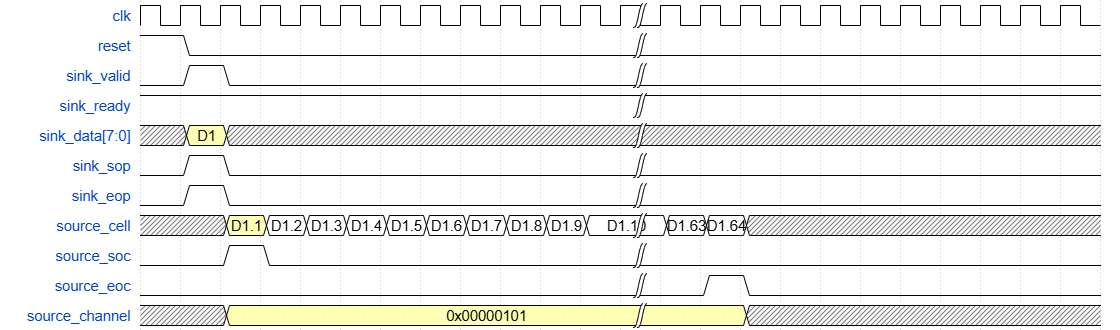 clk
reset
sink_valid
sink_ready
sink_data[7:0] D1
sink_sop
sink_eop
source_cell D1.1 D1.2 D1.3 D1.4 D1.5 D1.6 D1.7 D1.8 D1.9 D1.10 D1.63 D1.64
source_soc
source_eoc
source_channel 0x00000101